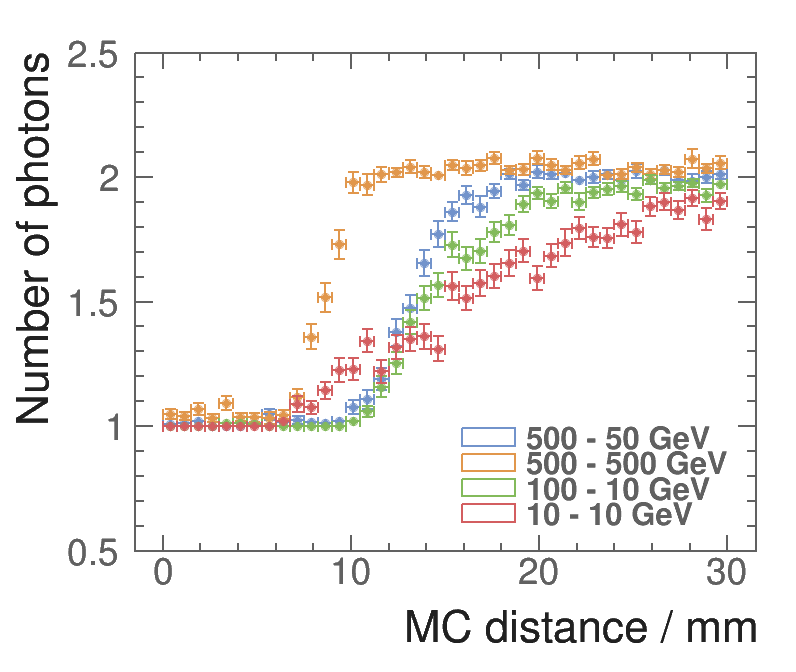 Number of photons
2.5
2
1.5
1
0.5
500 - 50 GeV
500 - 500 GeV
100 - 10 GeV
10 - 10 GeV
0 10 20 30
MC distance / mm